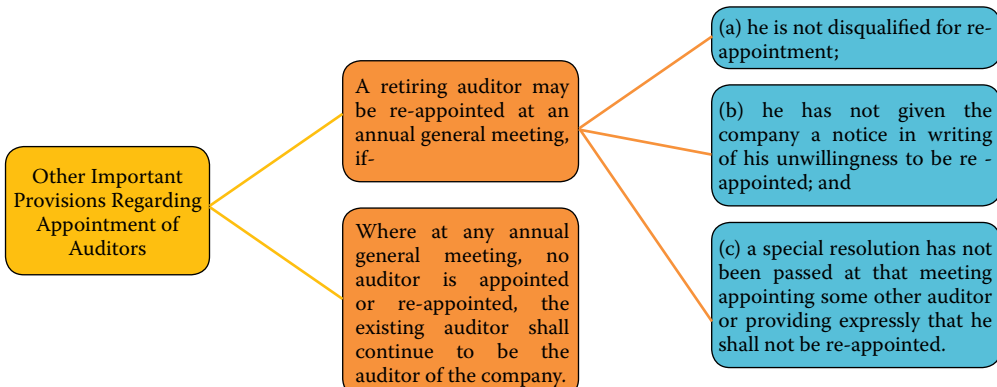 Other Important
Provisions Regarding
Appointment of
Auditors
A retiring auditor may
be re-appointed at an
annual general meeting,
if-
Where at any annual
general meeting, no
auditor is appointed
or re-appointed, the
existing auditor shall
continue to be the
auditor of the company.
(a) he is not disqualified for re-
appointment;
(b) he has not given the
company a notice in writing
of his unwillingness to be re -
appointed; and
(c) a special resolution has not
been passed at that meeting
appointing some other auditor
or providing expressly that he
shall not be re-appointed.